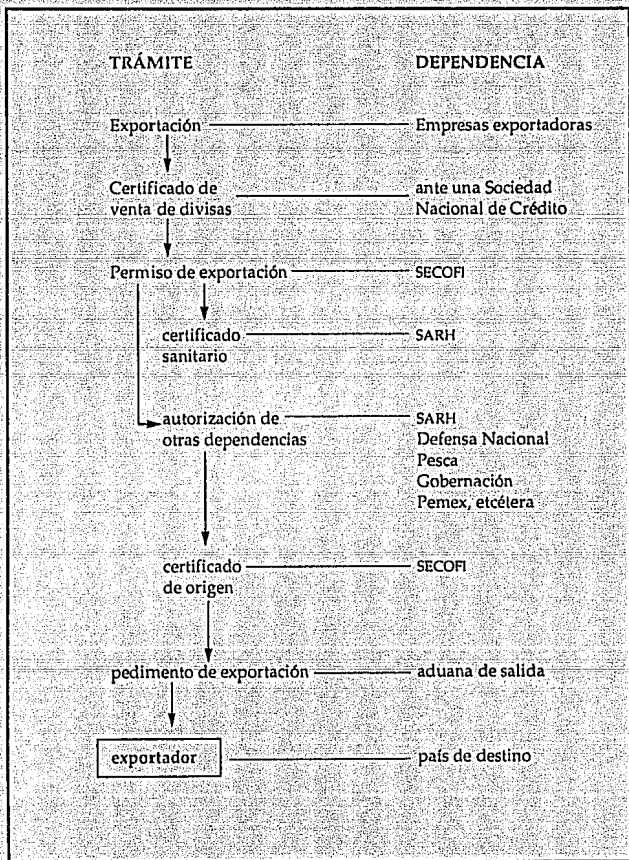 TRÁMITE DEPENDENCIA
Exportación Empresas exportadoras
Certificado de ante una Sociedad
venta de divisas Nacional de Crédito
Permiso de exportación SECOFI
certificado SARH
sanitario
autorización de SARH
otras dependencias Defensa Nacional
Pesca
Gobernación
Pemex, etcétera
certificado SECOFI
de origen
pedimento de exportación aduana de salida
exportador país de destino